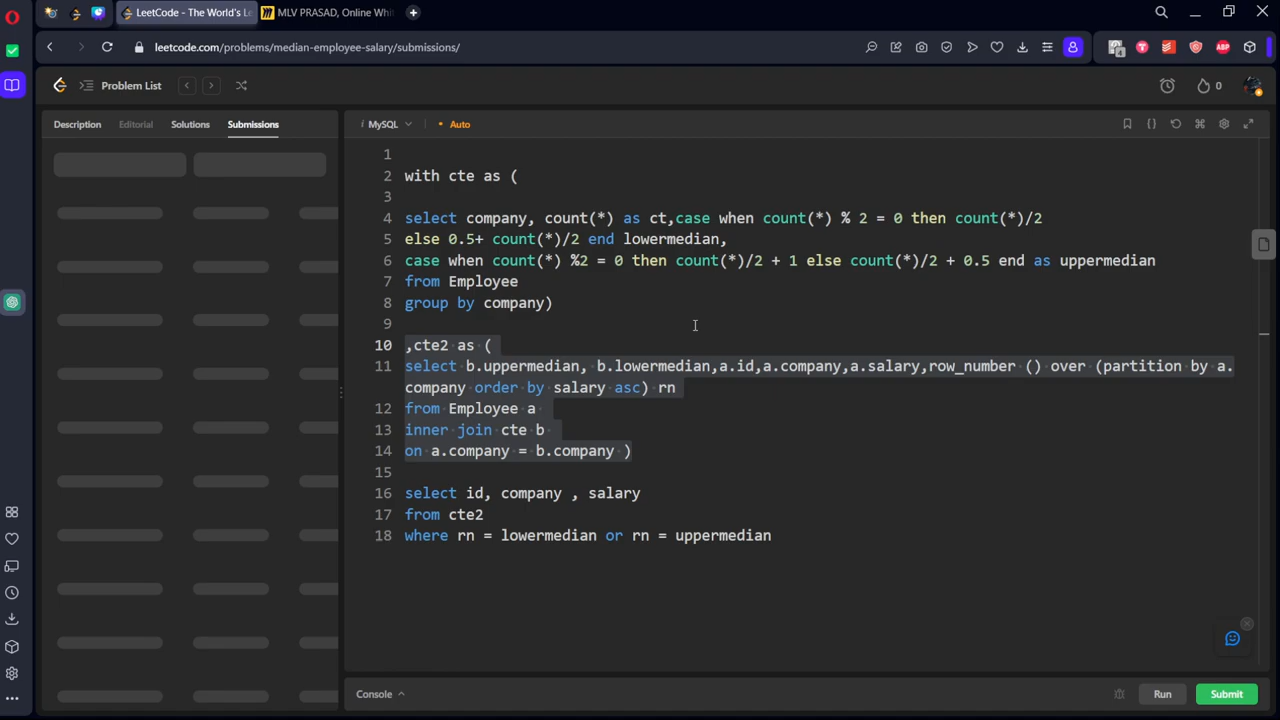 LeetCode - The World's Le
MLV PRASAD, Online Whi
leetcode.com/problems/median-employee-salary/submissions/
Problem List
0
Description Editorial Solutions Submissions
i MySQL • Auto
1
2 with cte as (
3
4 select company, count(*) as ct,case when count(*) % 2 = 0 then count(*)/2
5 else 0.5+ count(*)/2 end lowermedian,
6 case when count(*) %2 = 0 then count(*)/2 + 1 else count(*)/2 + 0.5 end as uppermedian
7 from Employee
8 group by company)
9
10 ,cte2 as (
11 select b.uppermedian, b.lowermedian,a.id,a.company,a.salary,row_number () over (partition by a.
company order by salary asc) rn
12 from Employee a
13 inner join cte b
14 on a.company = b.company )
15
16 select id, company , salary
17 from cte2
18 where rn = lowermedian or rn = uppermedian
Console Run Submit